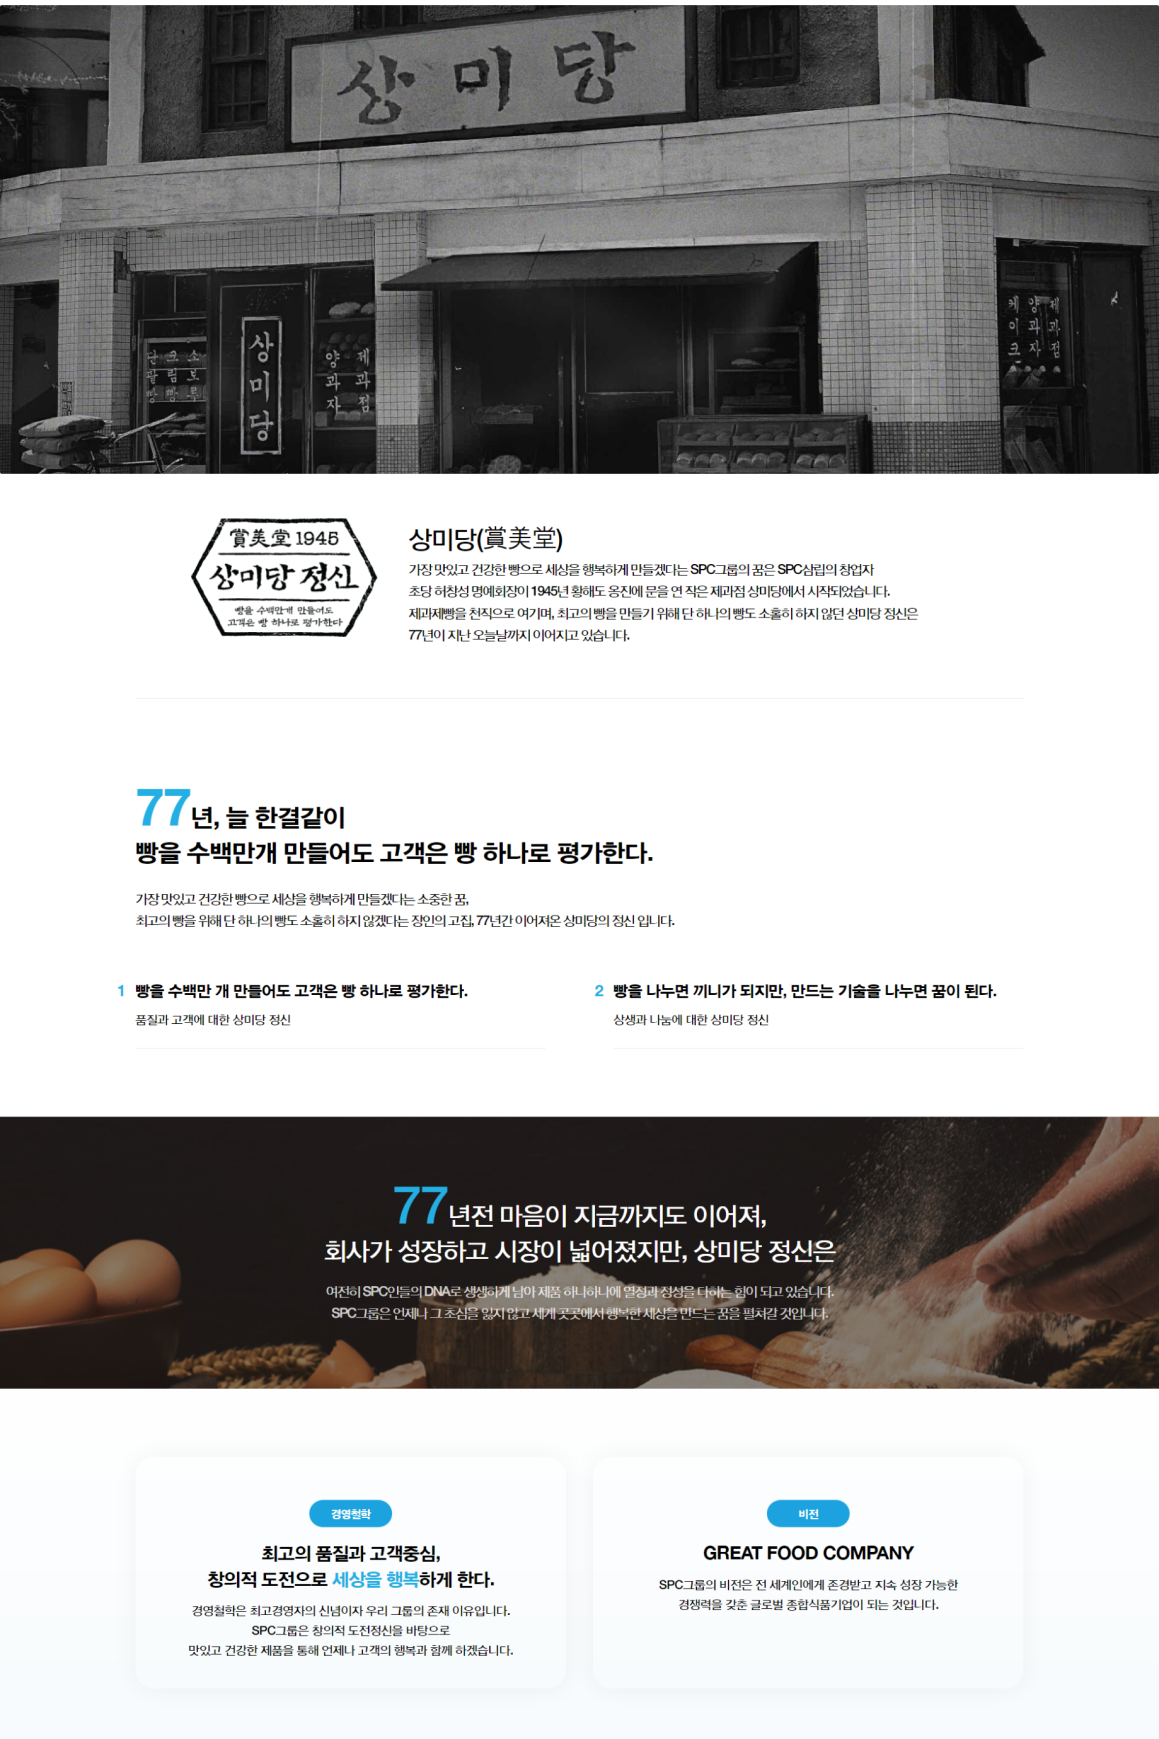 상미당
단팥빵
크림빵
소보록
상미당
양과자
제과점
케이크
양과자
제과점
賞美堂 1945
상미당 정신
빵을 수백만개 만들어도
고객은 빵 하나로 평가한다
상미당(賞美堂)
가장 맛있고 건강한 빵으로 세상을 행복하게 만들겠다는 SPC그룹의 꿈은 SPC삼립의 창업자
초당 허창성 명예회장이 1945년 황해도 옹진에 문을 연 작은 제과점 상미당에서 시작되었습니다.
제과제빵을 천직으로 여기며, 최고의 빵을 만들기 위해 단 하나의 빵도 소홀히 하지 않던 상미당 정신은
77년이 지난 오늘날까지 이어지고 있습니다.
77년, 늘 한결같이
빵을 수백만개 만들어도 고객은 빵 하나로 평가한다.
가장 맛있고 건강한 빵으로 세상을 행복하게 만들겠다는 소중한 꿈,
최고의 빵을 위해 단 하나의 빵도 소홀히 하지 않겠다는 장인의 고집, 77년간 이어져온 상미당의 정신 입니다.
1 빵을 수백만 개 만들어도 고객은 빵 하나로 평가한다.
품질과 고객에 대한 상미당 정신
2 빵을 나누면 끼니가 되지만, 만드는 기술을 나누면 꿈이 된다.
상생과 나눔에 대한 상미당 정신
77년전 마음이 지금까지도 이어져,
회사가 성장하고 시장이 넓어졌지만, 상미당 정신은
여전히 SPC인들의 DNA로 생생하게 남아 제품 하나하나에 열정과 정성을 다하는 힘이 되고 있습니다.
SPC그룹은 언제나 그 초심을 잃지 않고 세계 곳곳에서 행복한 세상을 만드는 꿈을 펼쳐갈 것입니다.
경영철학
최고의 품질과 고객중심,
창의적 도전으로 세상을 행복하게 한다.
경영철학은 최고경영자의 신념이자 우리 그룹의 존재 이유입니다.
SPC그룹은 창의적 도전정신을 바탕으로
맛있고 건강한 제품을 통해 언제나 고객의 행복과 함께 하겠습니다.
비전
GREAT FOOD COMPANY
SPC그룹의 비전은 전 세계인에게 존경받고 지속 성장 가능한
경쟁력을 갖춘 글로벌 종합식품기업이 되는 것입니다.